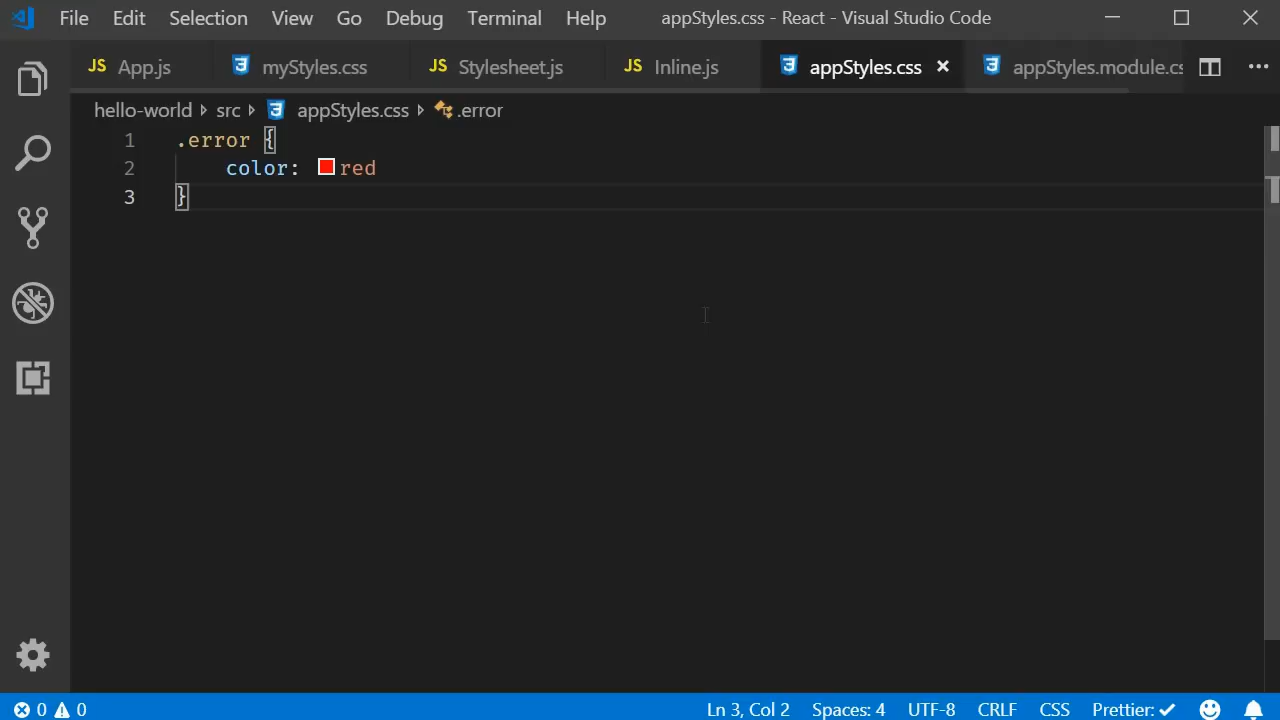 File Edit Selection View Go Debug Terminal Help appStyles.css - React - Visual Studio Code
JS App.js myStyles.css JS Stylesheet.js JS Inline.js appStyles.css appStyles.module.cs
hello-world src appStyles.css .error
1 .error {
2 color: red
3 }
0 0 Ln 3, Col 2 Spaces: 4 UTF-8 CRLF CSS Prettier: